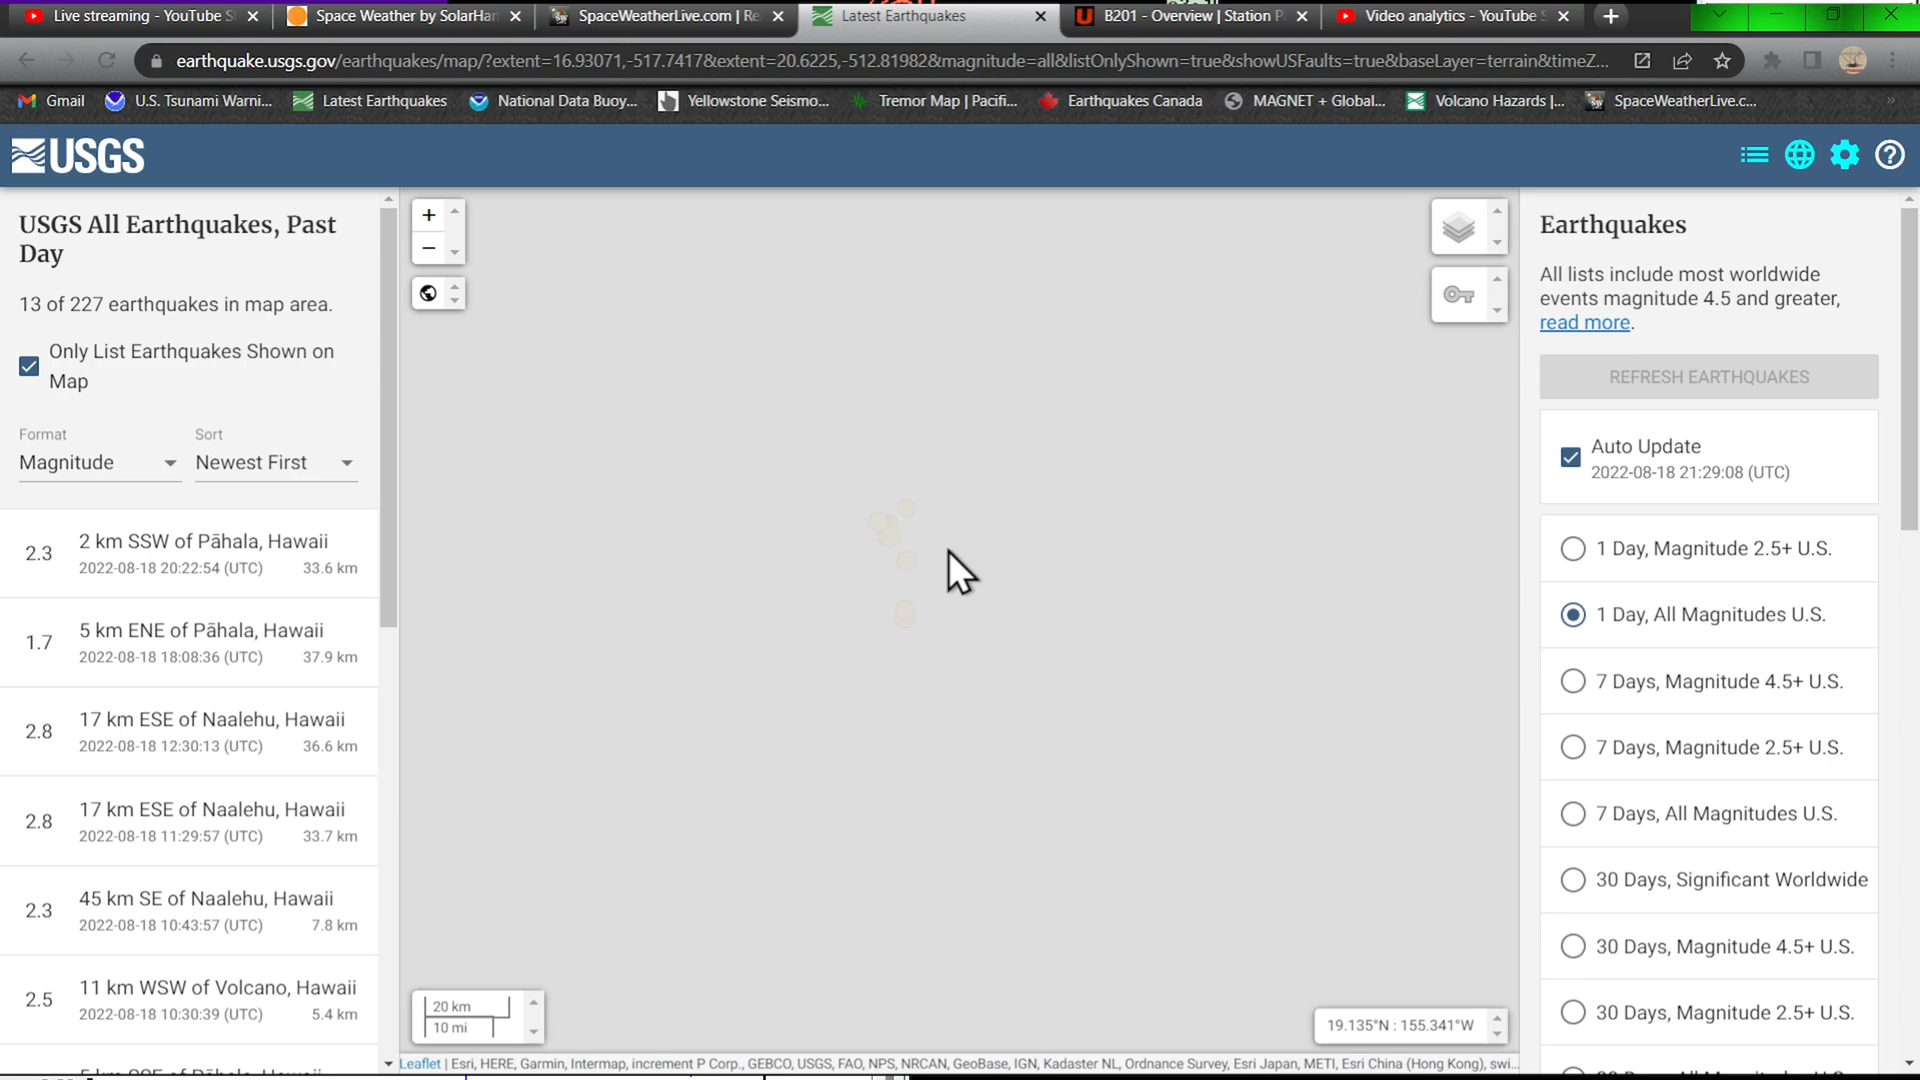 Live streaming - YouTube S
Space Weather by SolarHam
SpaceWeatherLive.com | Re
Latest Earthquakes
B201 - Overview | Station P
Video analytics - YouTube S
earthquake.usgs.gov/earthquakes/map/?extent=16.93071,-517.7417&extent=20.6225,-512.81982&magnitude=all&listOnlyShown=true&showUSFaults=true&baseLayer=terrain&timeZ...
Gmail
U.S. Tsunami Warni...
Latest Earthquakes
National Data Buoy...
Yellowstone Seismo...
Tremor Map | Pacifi...
Earthquakes Canada
MAGNET + Global...
Volcano Hazards |...
SpaceWeatherLive.c...
USGS
USGS All Earthquakes, Past
Day
13 of 227 earthquakes in map area.
Only List Earthquakes Shown on
Map
Format
Magnitude
Sort
Newest First
2.3
2 km SSW of Pāhala, Hawaii
2022-08-18 20:22:54 (UTC) 33.6 km
1.7
5 km ENE of Pāhala, Hawaii
2022-08-18 18:08:36 (UTC) 37.9 km
2.8
17 km ESE of Naalehu, Hawaii
2022-08-18 12:30:13 (UTC) 36.6 km
2.8
17 km ESE of Naalehu, Hawaii
2022-08-18 11:29:57 (UTC) 33.7 km
2.3
45 km SE of Naalehu, Hawaii
2022-08-18 10:43:57 (UTC) 7.8 km
2.5
11 km WSW of Volcano, Hawaii
2022-08-18 10:30:39 (UTC) 5.4 km
+
−
20 km
10 mi
19.135°N : 155.341°W
Leaflet | Esri, HERE, Garmin, Intermap, increment P Corp., GEBCO, USGS, FAO, NPS, NRCAN, GeoBase, IGN, Kadaster NL, Ordnance Survey, Esri Japan, METI, Esri China (Hong Kong), swi...
Earthquakes
All lists include most worldwide
events magnitude 4.5 and greater,
read more.
REFRESH EARTHQUAKES
Auto Update
2022-08-18 21:29:08 (UTC)
1 Day, Magnitude 2.5+ U.S.
1 Day, All Magnitudes U.S.
7 Days, Magnitude 4.5+ U.S.
7 Days, Magnitude 2.5+ U.S.
7 Days, All Magnitudes U.S.
30 Days, Significant Worldwide
30 Days, Magnitude 4.5+ U.S.
30 Days, Magnitude 2.5+ U.S.